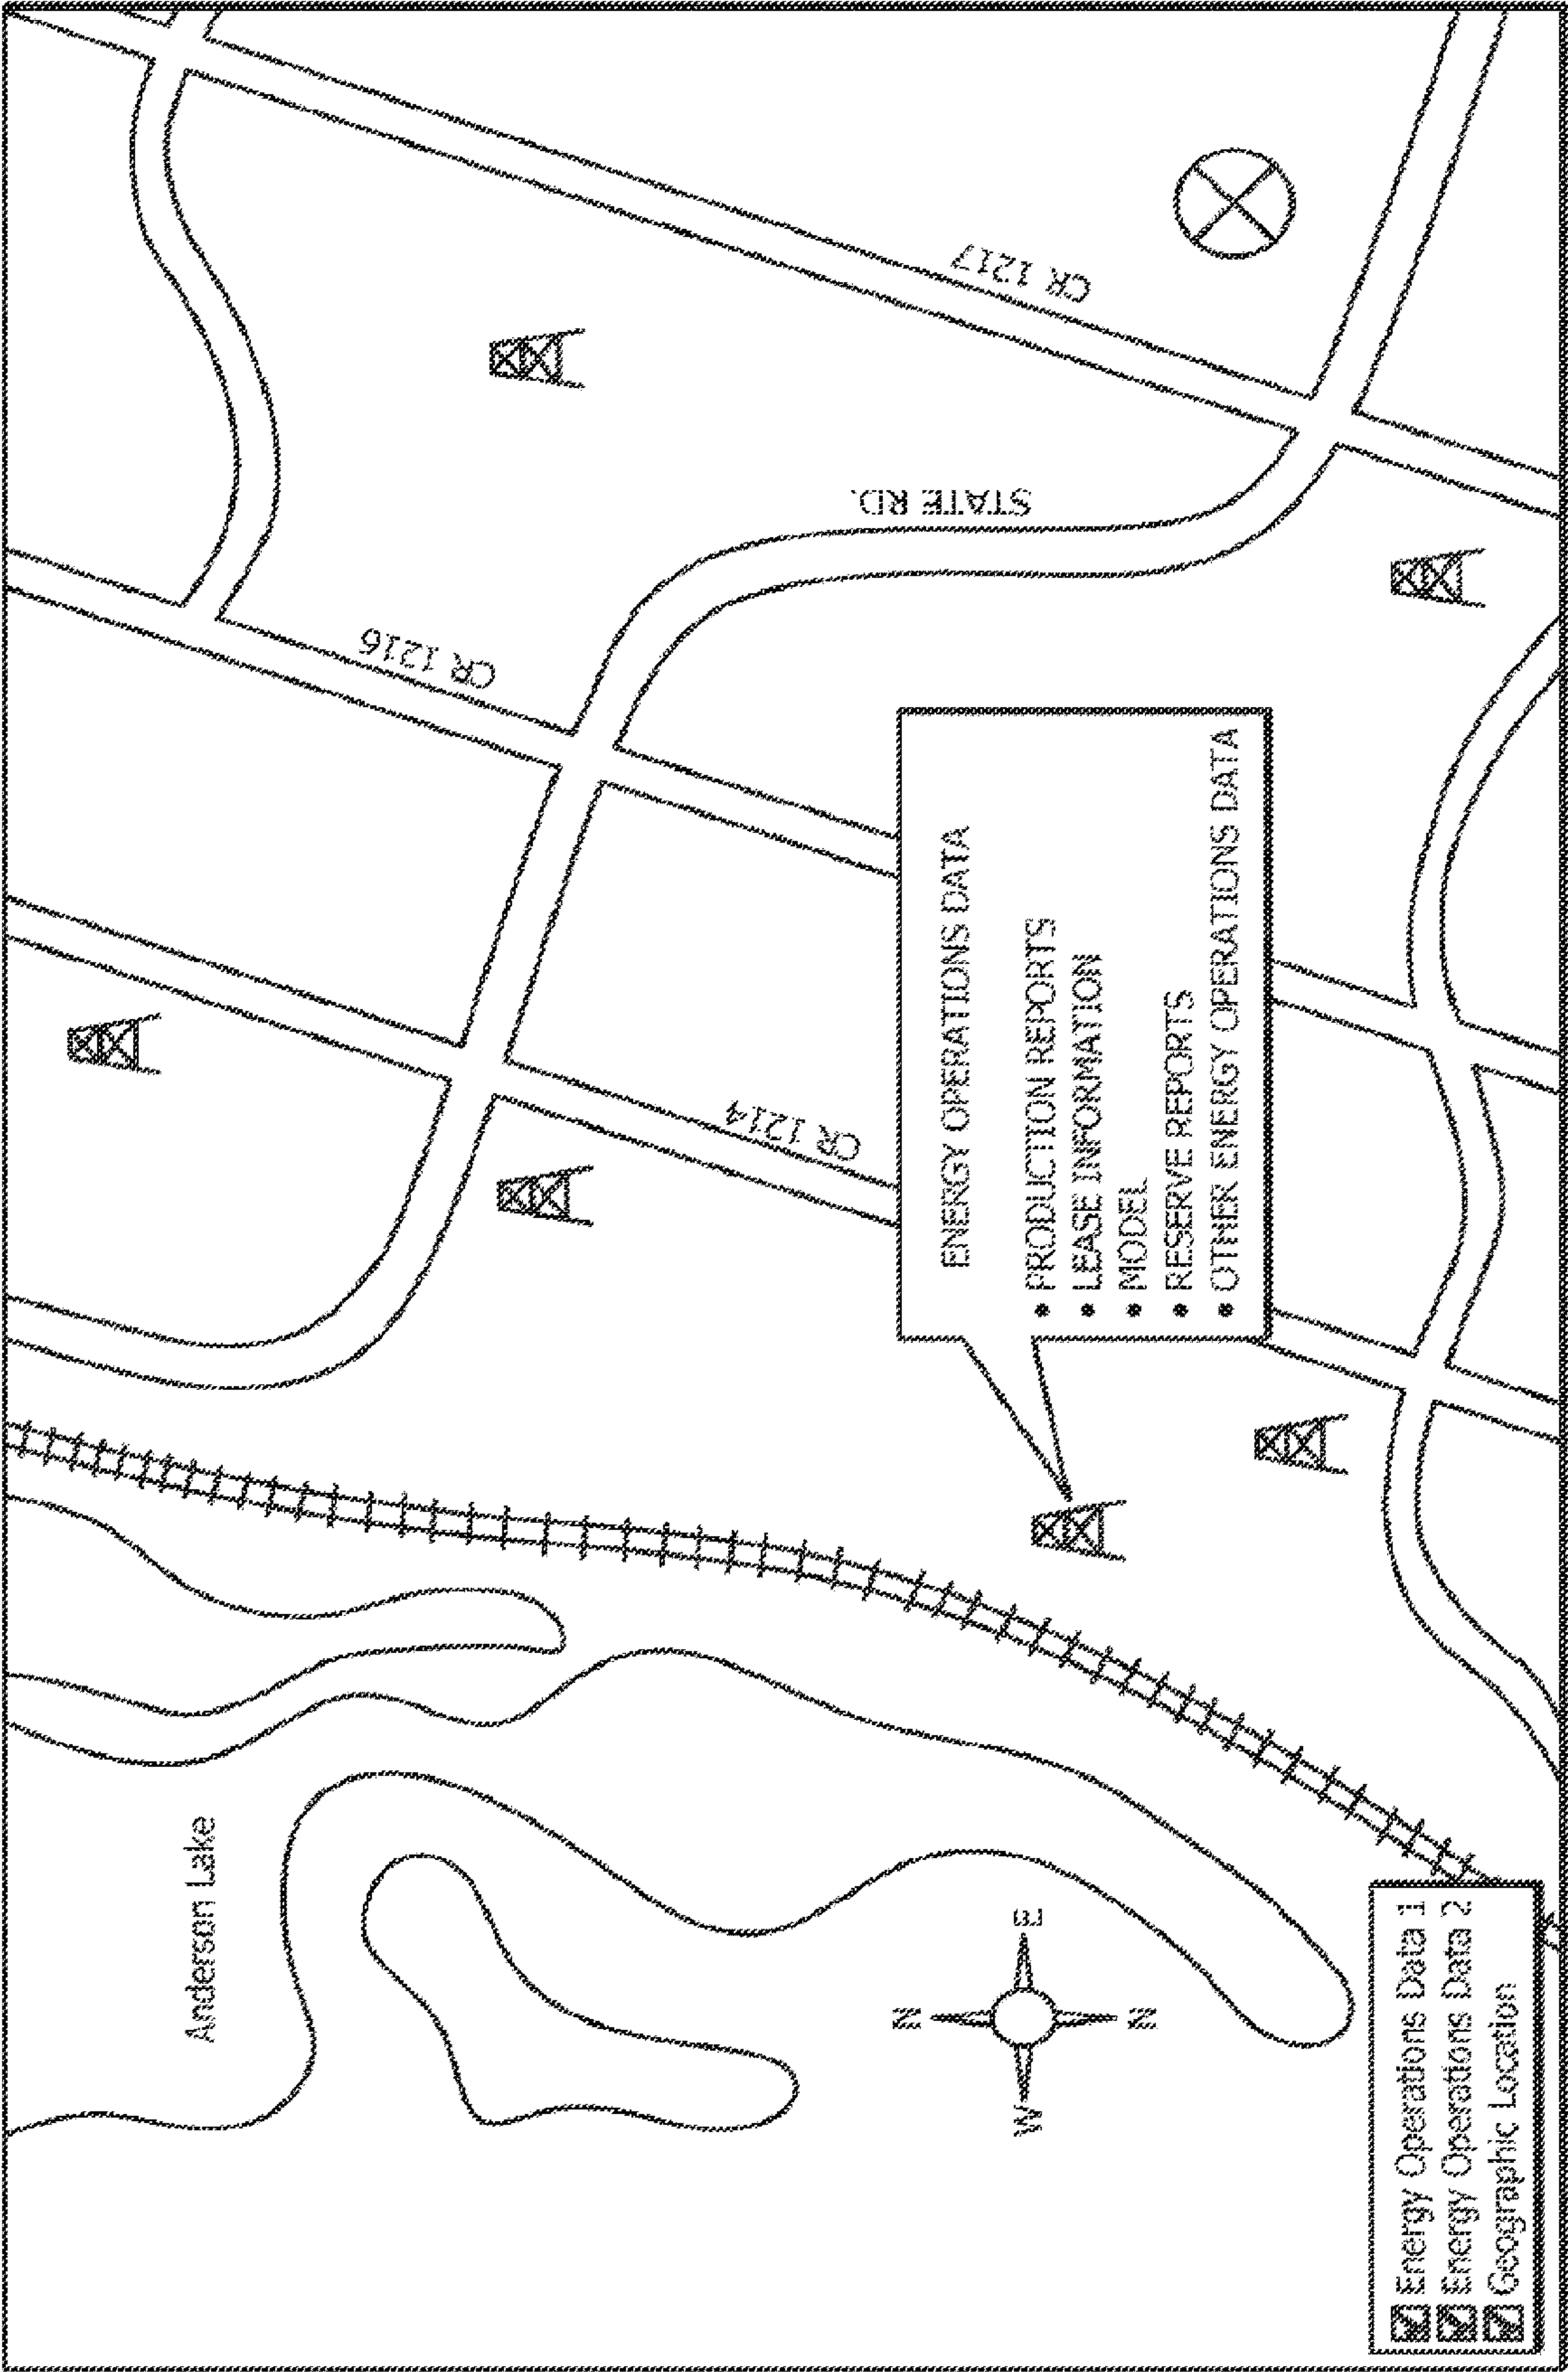 Anderson Lake
CR 1216
CR 1217
STATE RD.
CR 1214
ENERGY OPERATIONS DATA
• PRODUCTION REPORTS
• LEASE INFORMATION
• MODEL
• RESERVE REPORTS
• OTHER ENERGY OPERATIONS DATA
N
W
E
N
Energy Operations Data 1
Energy Operations Data 2
Geographic Location